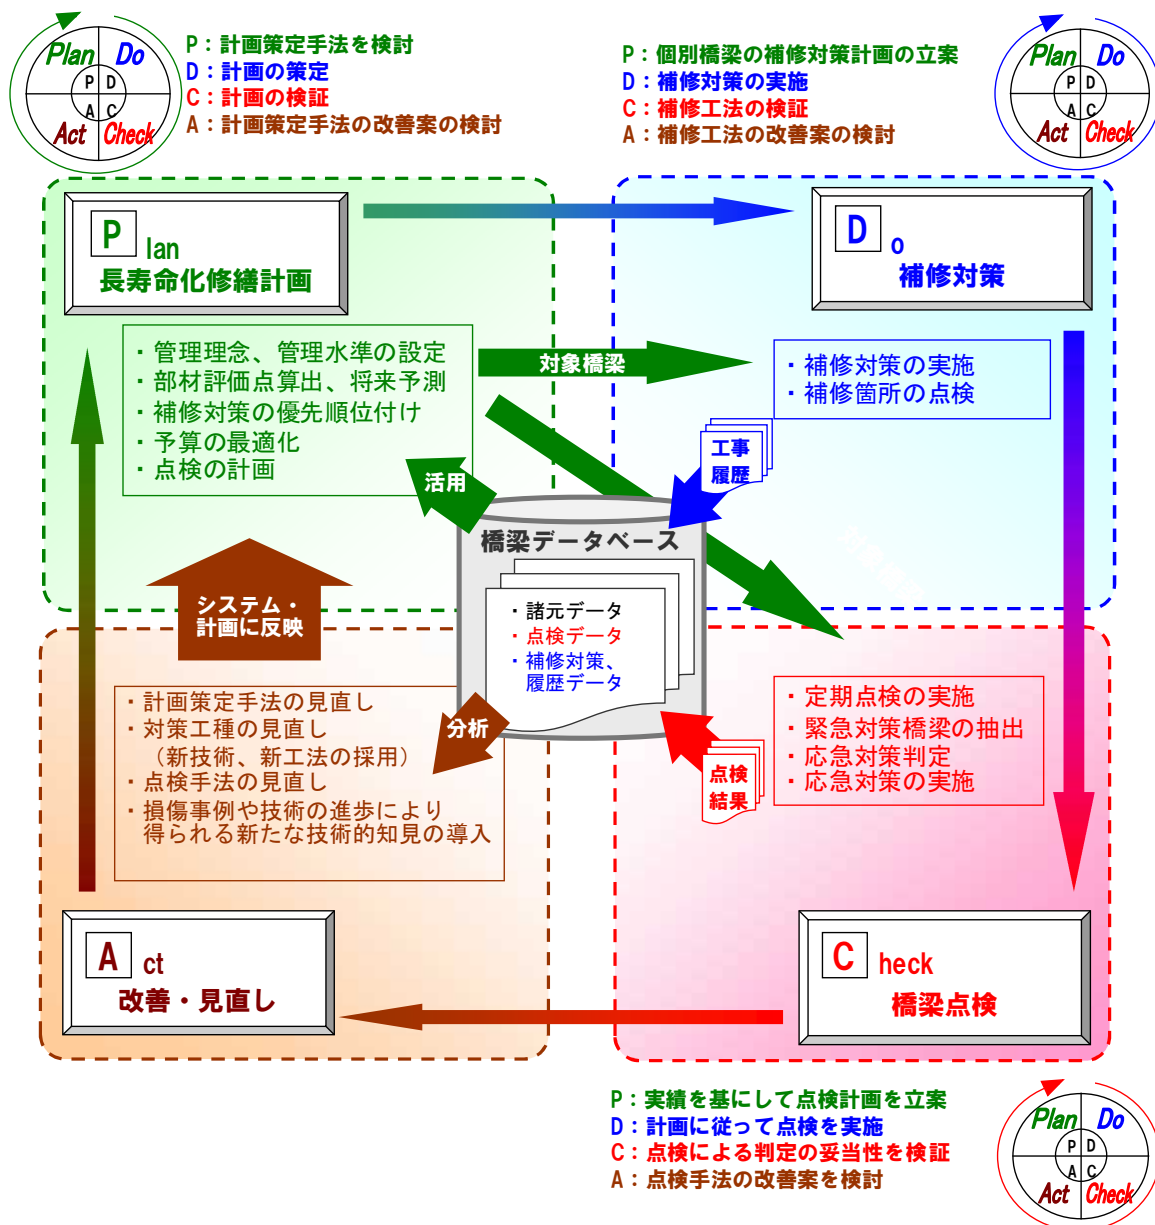 Plan Do
P D
A C
Act Check
P：計画策定手法を検討
D：計画の策定
C：計画の検証
A：計画策定手法の改善案の検討
P：個別橋梁の補修対策計画の立案
D：補修対策の実施
C：補修工法の検証
A：補修工法の改善案の検討
Plan Do
P D
A C
Act Check
P lan
長寿命化修繕計画
D o
補修対策
・管理理念、管理水準の設定
・部材評価点算出、将来予測
・補修対策の優先順位付け
・予算の最適化
・点検の計画
対象橋梁
・補修対策の実施
・補修箇所の点検
工事
履歴
活用
対象橋梁
橋梁データベース
・諸元データ
・点検データ
・補修対策、
履歴データ
システム・
計画に反映
・計画策定手法の見直し
・対策工種の見直し
（新技術、新工法の採用）
・点検手法の見直し
・損傷事例や技術の進歩により
得られる新たな技術的知見の導入
分析
点検
結果
・定期点検の実施
・緊急対策橋梁の抽出
・応急対策判定
・応急対策の実施
A ct
改善・見直し
C heck
橋梁点検
P：実績を基にして点検計画を立案
D：計画に従って点検を実施
C：点検による判定の妥当性を検証
A：点検手法の改善案を検討
Plan Do
P D
A C
Act Check